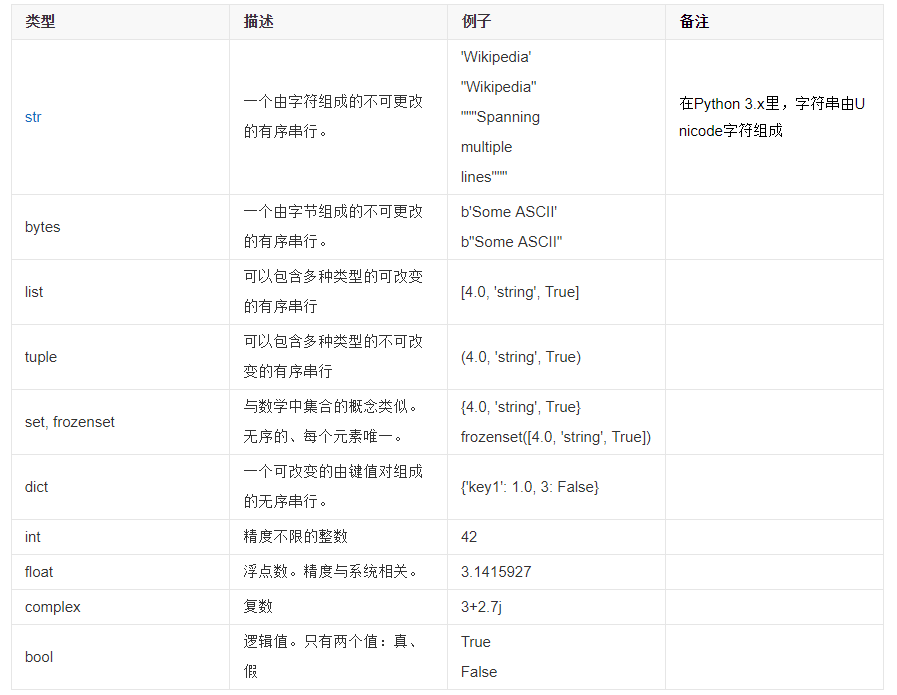 类型 描述 例子 备注
str
一个由字符组成的不可更改
的有序串行。
'Wikipedia'
"Wikipedia"
"""Spanning
multiple
lines"""
在Python 3.x里，字符串由U
nicode字符组成
bytes
一个由字节组成的不可更改
的有序串行。
b'Some ASCII'
b"Some ASCII"
list
可以包含多种类型的可改变
的有序串行
[4.0, 'string', True]
tuple
可以包含多种类型的不可改
变的有序串行
(4.0, 'string', True)
set, frozenset
与数学中集合的概念类似。
无序的、每个元素唯一。
{4.0, 'string', True}
frozenset([4.0, 'string', True])
dict
一个可改变的由键值对组成
的无序串行。
{'key1': 1.0, 3: False}
int 精度不限的整数 42
float 浮点数。精度与系统相关。 3.1415927
complex 复数 3+2.7j
bool
逻辑值。只有两个值：真、
假
True
False